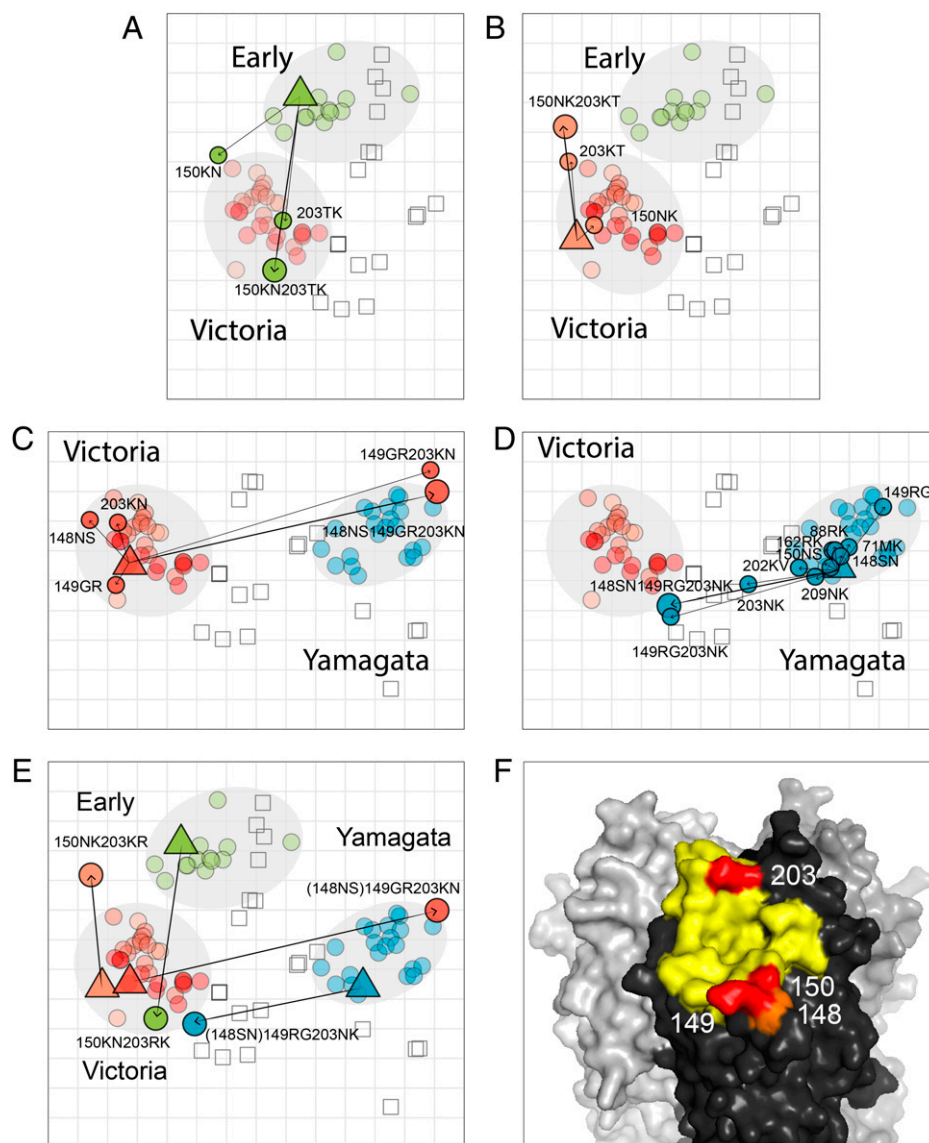 A
Early
150KN
203TK
150KN203TK
Victoria
B
Early
150NK203KT
203KT
150NK
Victoria
C
Victoria
149GR203KN
203KN
148NS
148NS149GR203KN
149GR
Yamagata
D
Victoria
149RG
88RK
162RK
71MK
150NS
148SN
202KV
148SN149RG203NK
209NK
203NK
149RG203NK
Yamagata
E
Early
Yamagata
150NK203KR
(148NS)149GR203KN
(148SN)149RG203NK
150KN203RK
Victoria
F
203
150
149
148